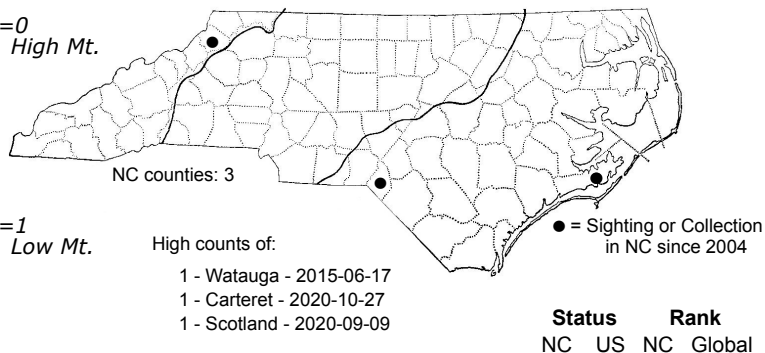 =0
High Mt.
NC counties: 3
=1
Low Mt.
High counts of:
1 - Watauga - 2015-06-17
1 - Carteret - 2020-10-27
1 - Scotland - 2020-09-09
● = Sighting or Collection
in NC since 2004
Status Rank
NC US NC Global